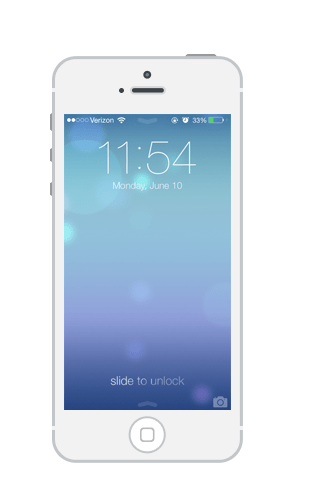 Verizon 33%
11:54
Monday, June 10
slide to unlock